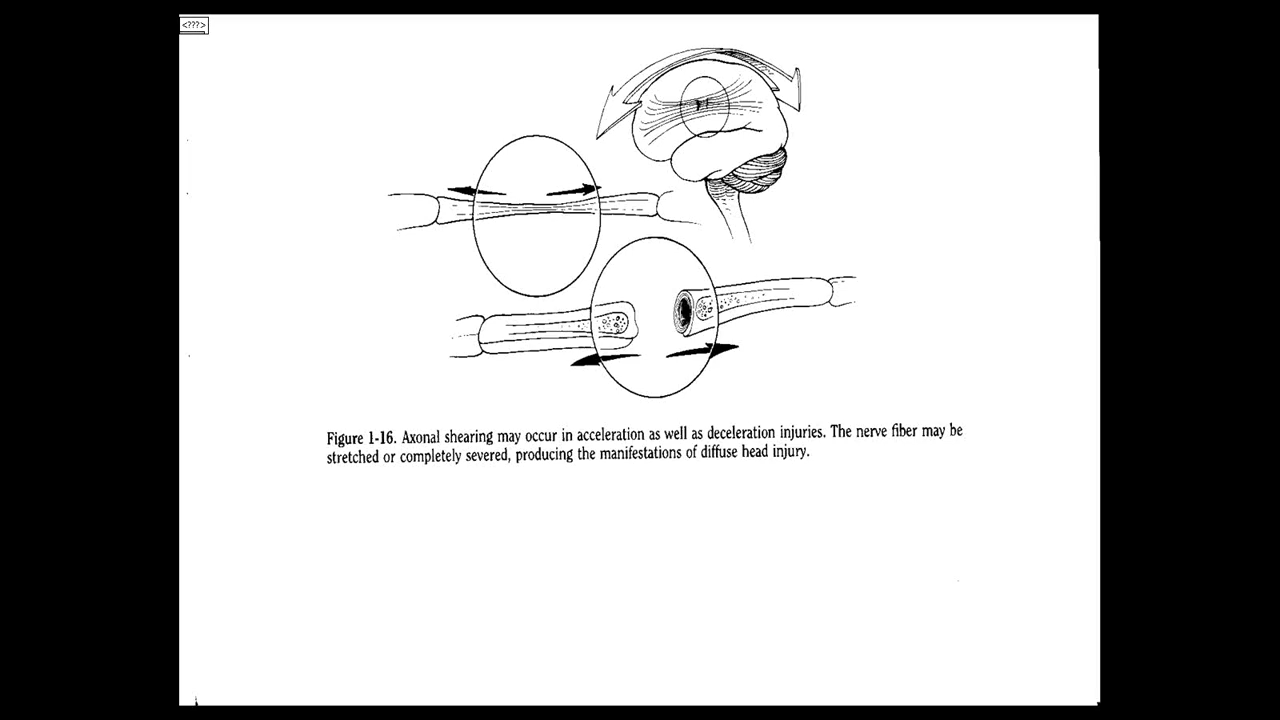 <???>
Figure 1-16. Axonal shearing may occur in acceleration as well as deceleration injuries. The nerve fiber may be
stretched or completely severed, producing the manifestations of diffuse head injury.